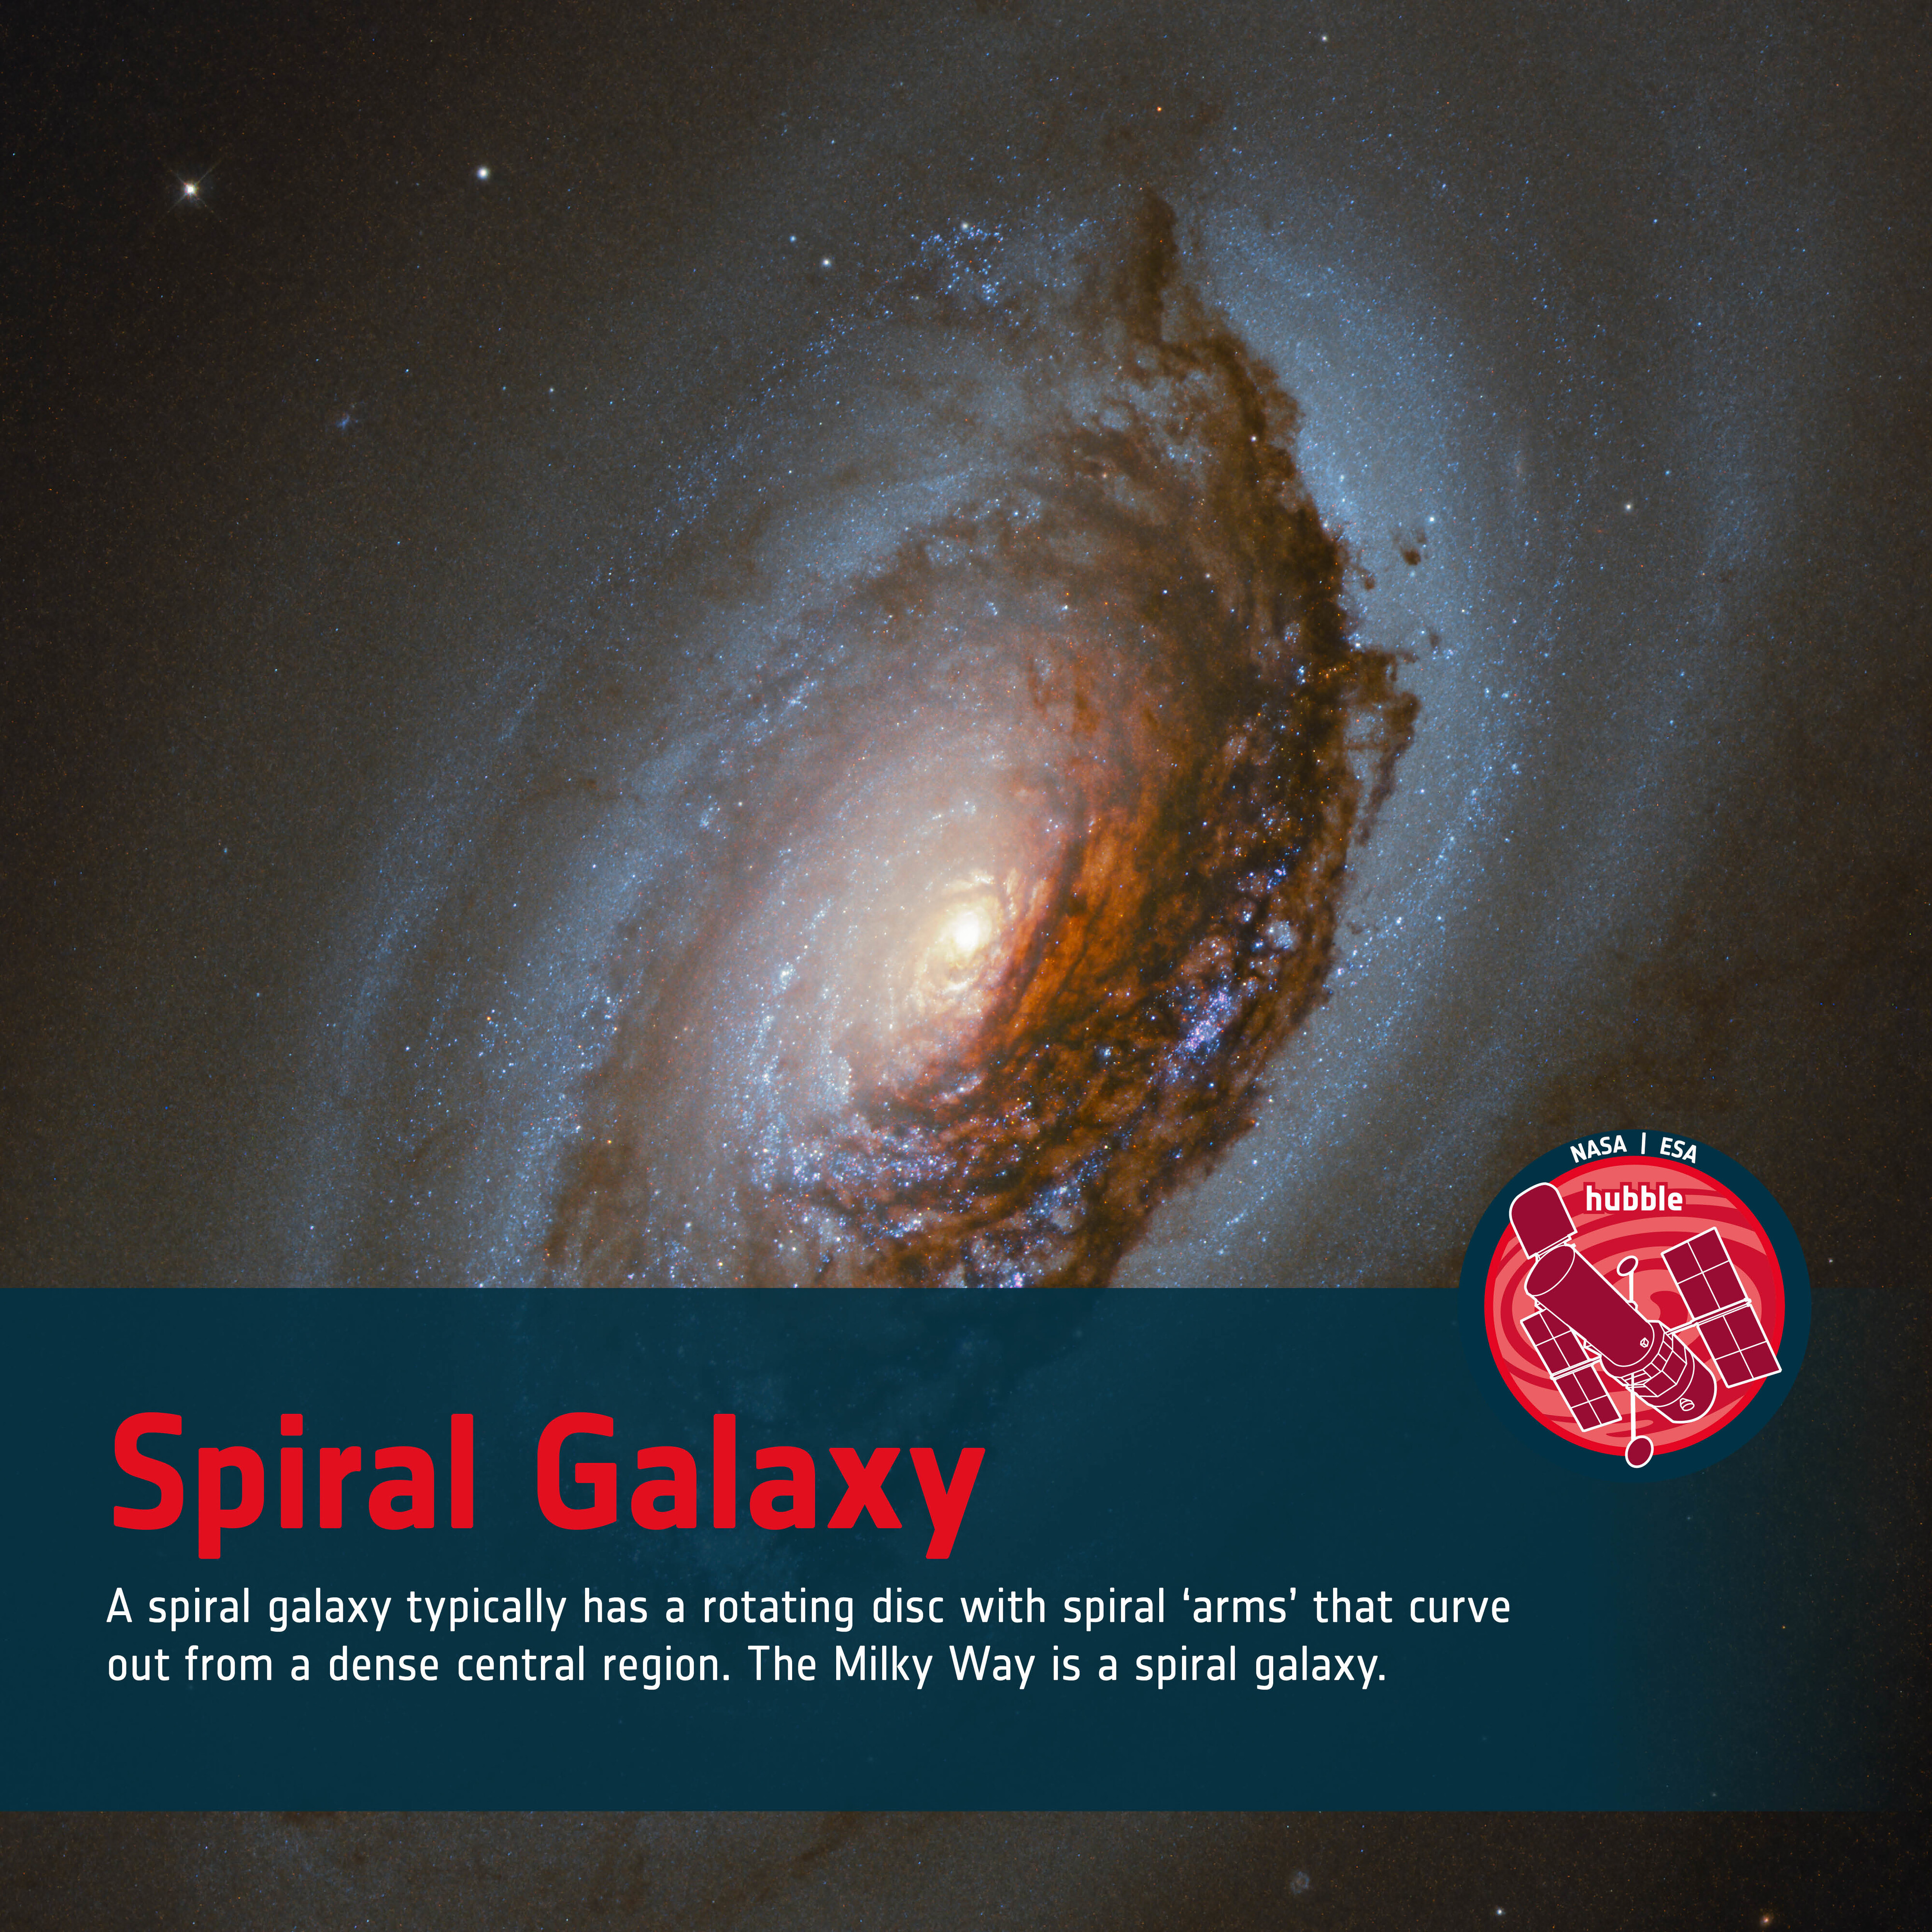 NASA | ESA
hubble
Spiral Galaxy
A spiral galaxy typically has a rotating disc with spiral ‘arms’ that curve
out from a dense central region. The Milky Way is a spiral galaxy.